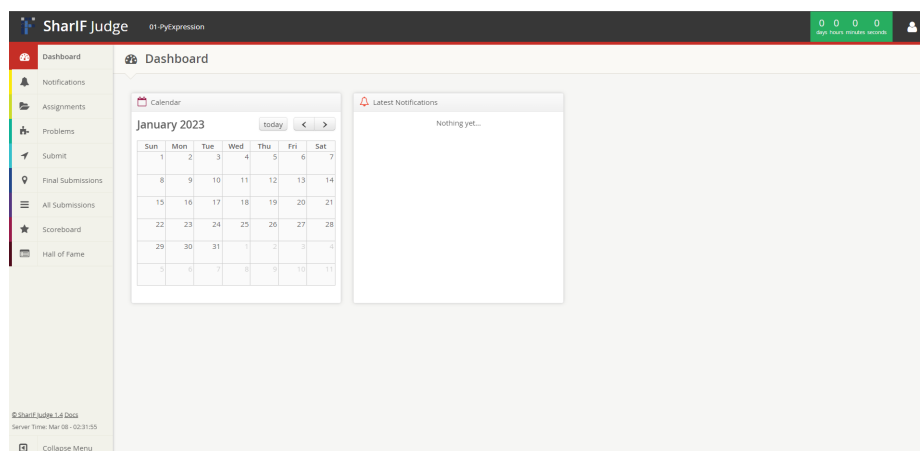 SharIF Judge 01-PyExpression
0 0 0 0
days hours minutes seconds
Dashboard
Notifications
Assignments
Problems
Submit
Final Submissions
All Submissions
Scoreboard
Hall of Fame
© SharIF Judge 1.4 Docs
Server Time: Mar 08 - 02:31:55
Collapse Menu
Dashboard
Calendar
January 2023 today
Sun Mon Tue Wed Thu Fri Sat
1 2 3 4 5 6 7
8 9 10 11 12 13 14
15 16 17 18 19 20 21
22 23 24 25 26 27 28
29 30 31 1 2 3 4
5 6 7 8 9 10 11
Latest Notifications
Nothing yet...